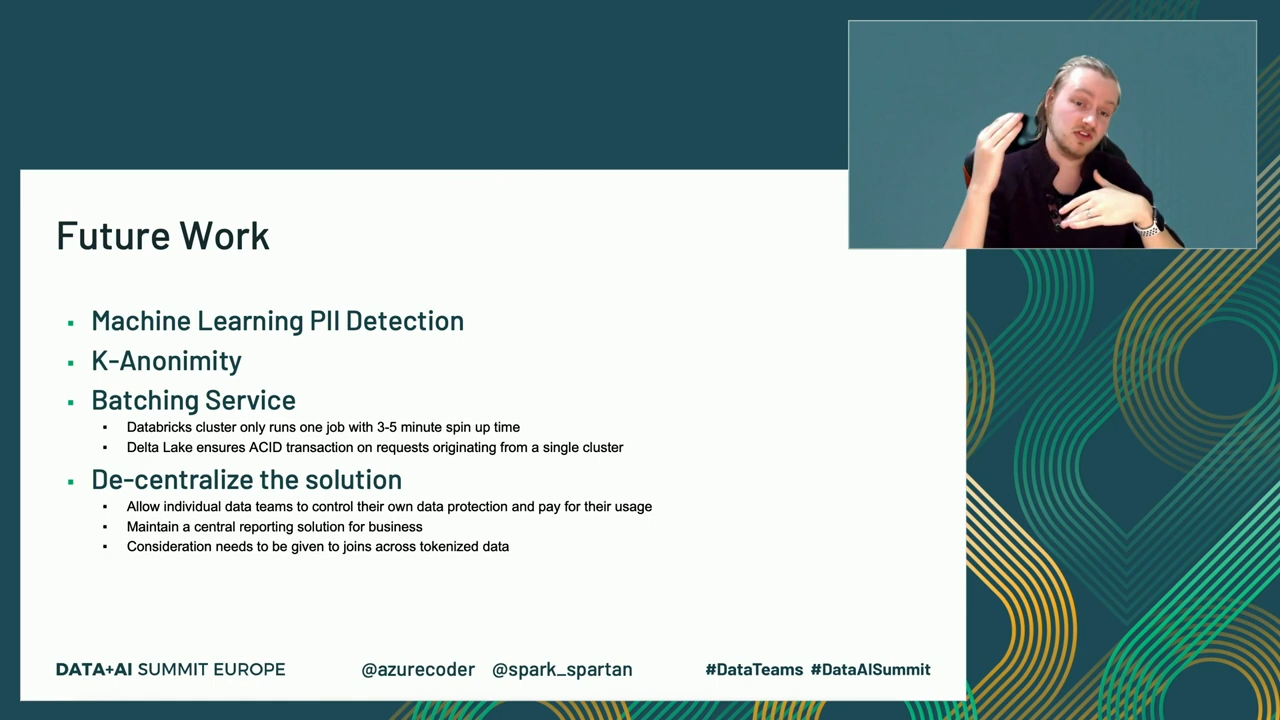 Future Work
Machine Learning PII Detection
K-Anonimity
Batching Service
Databricks cluster only runs one job with 3-5 minute spin up time
Delta Lake ensures ACID transaction on requests originating from a single cluster
De-centralize the solution
Allow individual data teams to control their own data protection and pay for their usage
Maintain a central reporting solution for business
Consideration needs to be given to joins across tokenized data
DATA+AI SUMMIT EUROPE @azurecoder @spark_spartan #DataTeams #DataAISummit